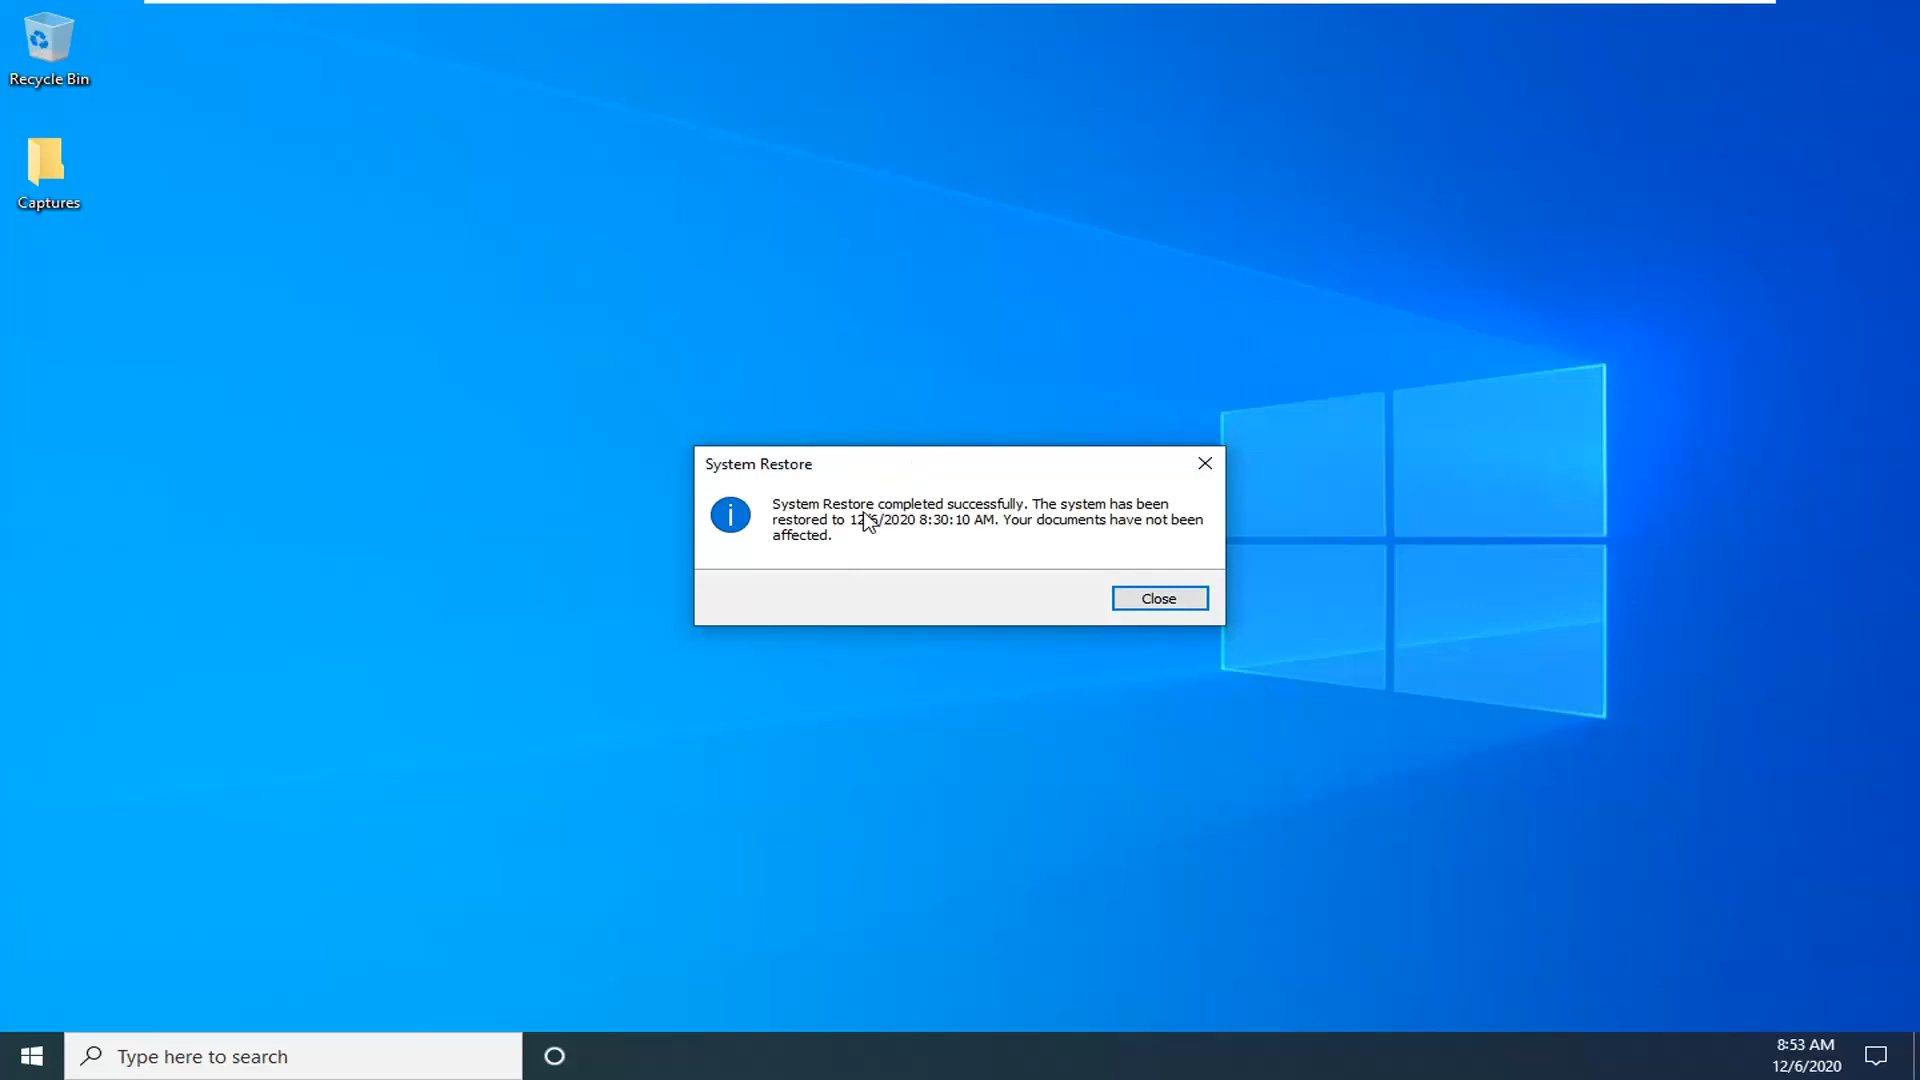 Recycle Bin
Captures
System Restore
System Restore completed successfully. The system has been
restored to 12/6/2020 8:30:10 AM. Your documents have not been
affected.
Close
Type here to search
8:53 AM
12/6/2020